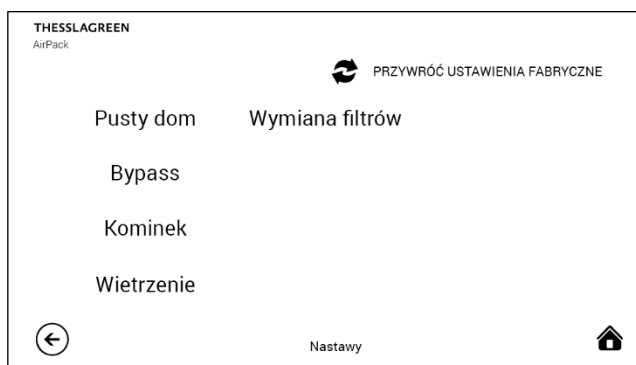 THESSLAGREEN
AirPack
PRZYWRÓĆ USTAWIENIA FABRYCZNE
Pusty dom Wymiana filtrów
Bypass
Kominek
Wietrzenie
Nastawy